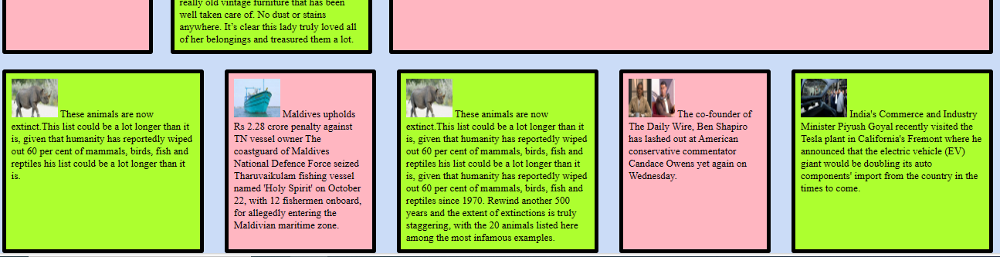 really old vintage furniture that has been
well taken care of. No dust or stains
anywhere. It's clear this lady truly loved all
of her belongings and treasured them a lot.
These animals are now
extinct.This list could be a lot longer than it
is, given that humanity has reportedly wiped
out 60 per cent of mammals, birds, fish and
reptiles his list could be a lot longer than it
is.
Maldives upholds
Rs 2.28 crore penalty against
TN vessel owner The
coastguard of Maldives
National Defence Force seized
Tharuvaikulam fishing vessel
named 'Holy Spirit' on October
22, with 12 fishermen onboard,
for allegedly entering the
Maldivian maritime zone.
These animals are now
extinct.This list could be a lot longer than it
is, given that humanity has reportedly wiped
out 60 per cent of mammals, birds, fish and
reptiles his list could be a lot longer than it
is, given that humanity has reportedly wiped
out 60 per cent of mammals, birds, fish and
reptiles since 1970. Rewind another 500
years and the extent of extinctions is truly
staggering, with the 20 animals listed here
among the most infamous examples.
The co-founder of
The Daily Wire, Ben Shapiro
has lashed out at American
conservative commentator
Candace Owens yet again on
Wednesday.
India's Commerce and Industry
Minister Piyush Goyal recently visited the
Tesla plant in California's Fremont where he
announced that the electric vehicle (EV)
giant would be doubling its auto
components' import from the country in the
times to come.